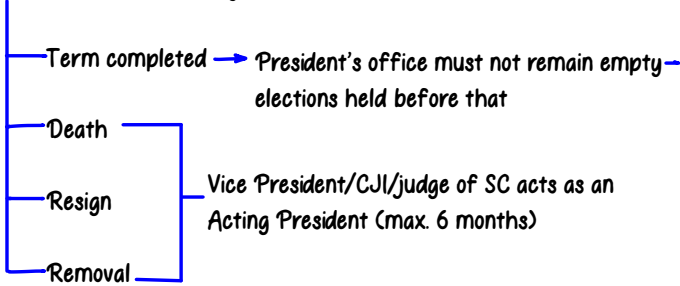 Term completed → President's office must not remain empty-
elections held before that
Death
Vice President/CJI/judge of SC acts as an
Resign
Acting President (max. 6 months)
Removal